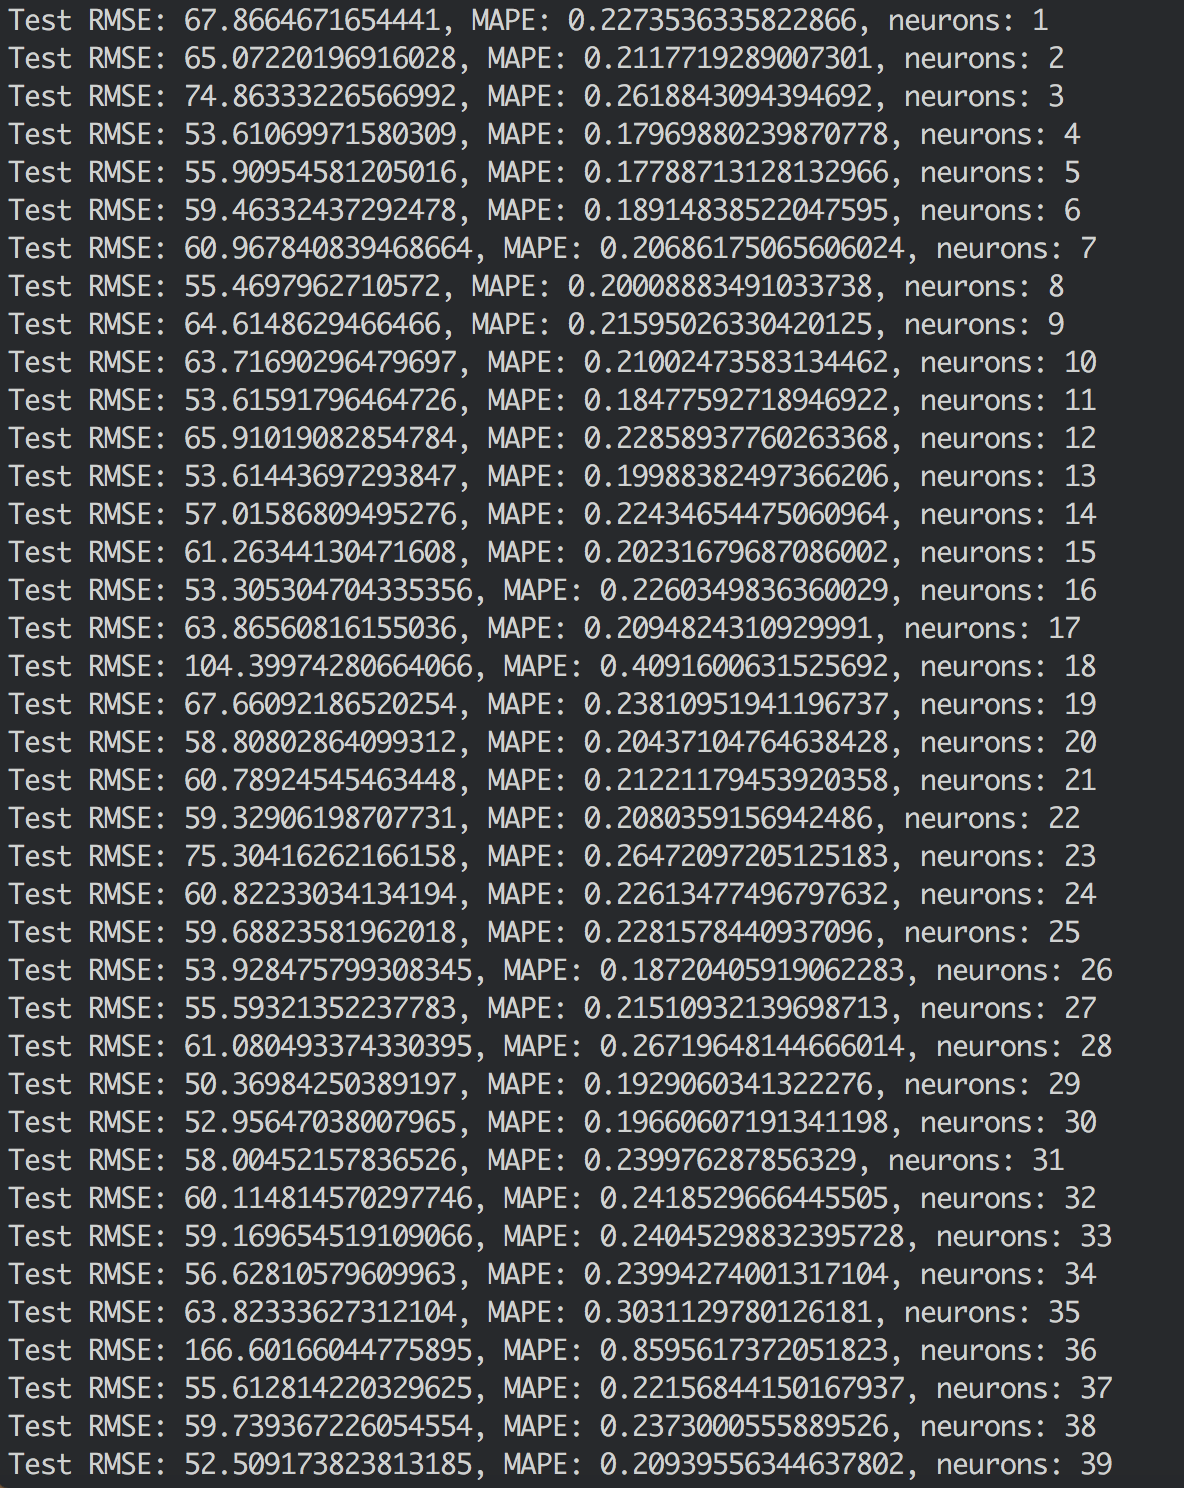 Test RMSE: 67.8664671654441, MAPE: 0.2273536335822866, neurons: 1
Test RMSE: 65.07220196916028, MAPE: 0.2117719289007301, neurons: 2
Test RMSE: 74.86333226566992, MAPE: 0.2618843094394692, neurons: 3
Test RMSE: 53.61069971580309, MAPE: 0.17969880239870778, neurons: 4
Test RMSE: 55.90954581205016, MAPE: 0.17788713128132966, neurons: 5
Test RMSE: 59.46332437292478, MAPE: 0.18914838522047595, neurons: 6
Test RMSE: 60.967840839468664, MAPE: 0.20686175065606024, neurons: 7
Test RMSE: 55.4697962710572, MAPE: 0.20008883491033738, neurons: 8
Test RMSE: 64.6148629466466, MAPE: 0.21595026330420125, neurons: 9
Test RMSE: 63.71690296479697, MAPE: 0.21002473583134462, neurons: 10
Test RMSE: 53.61591796464726, MAPE: 0.18477592718946922, neurons: 11
Test RMSE: 65.91019082854784, MAPE: 0.22858937760263368, neurons: 12
Test RMSE: 53.61443697293847, MAPE: 0.19988382497366206, neurons: 13
Test RMSE: 57.01586809495276, MAPE: 0.22434654475060964, neurons: 14
Test RMSE: 61.26344130471608, MAPE: 0.20231679687086002, neurons: 15
Test RMSE: 53.305304704335356, MAPE: 0.2260349836360029, neurons: 16
Test RMSE: 63.86560816155036, MAPE: 0.2094824310929991, neurons: 17
Test RMSE: 104.39974280664066, MAPE: 0.4091600631525692, neurons: 18
Test RMSE: 67.66092186520254, MAPE: 0.23810951941196737, neurons: 19
Test RMSE: 58.80802864099312, MAPE: 0.20437104764638428, neurons: 20
Test RMSE: 60.78924545463448, MAPE: 0.21221179453920358, neurons: 21
Test RMSE: 59.32906198707731, MAPE: 0.2080359156942486, neurons: 22
Test RMSE: 75.30416262166158, MAPE: 0.26472097205125183, neurons: 23
Test RMSE: 60.82233034134194, MAPE: 0.22613477496797632, neurons: 24
Test RMSE: 59.68823581962018, MAPE: 0.2281578440937096, neurons: 25
Test RMSE: 53.928475799308345, MAPE: 0.18720405919062283, neurons: 26
Test RMSE: 55.59321352237783, MAPE: 0.21510932139698713, neurons: 27
Test RMSE: 61.080493374330395, MAPE: 0.26719648144666014, neurons: 28
Test RMSE: 50.36984250389197, MAPE: 0.1929060341322276, neurons: 29
Test RMSE: 52.95647038007965, MAPE: 0.19660607191341198, neurons: 30
Test RMSE: 58.00452157836526, MAPE: 0.239976287856329, neurons: 31
Test RMSE: 60.114814570297746, MAPE: 0.2418529666445505, neurons: 32
Test RMSE: 59.169654519109066, MAPE: 0.24045298832395728, neurons: 33
Test RMSE: 56.62810579609963, MAPE: 0.23994274001317104, neurons: 34
Test RMSE: 63.82333627312104, MAPE: 0.3031129780126181, neurons: 35
Test RMSE: 166.60166044775895, MAPE: 0.8595617372051823, neurons: 36
Test RMSE: 55.612814220329625, MAPE: 0.22156844150167937, neurons: 37
Test RMSE: 59.739367226054554, MAPE: 0.2373000555889526, neurons: 38
Test RMSE: 52.509173823813185, MAPE: 0.20939556344637802, neurons: 39